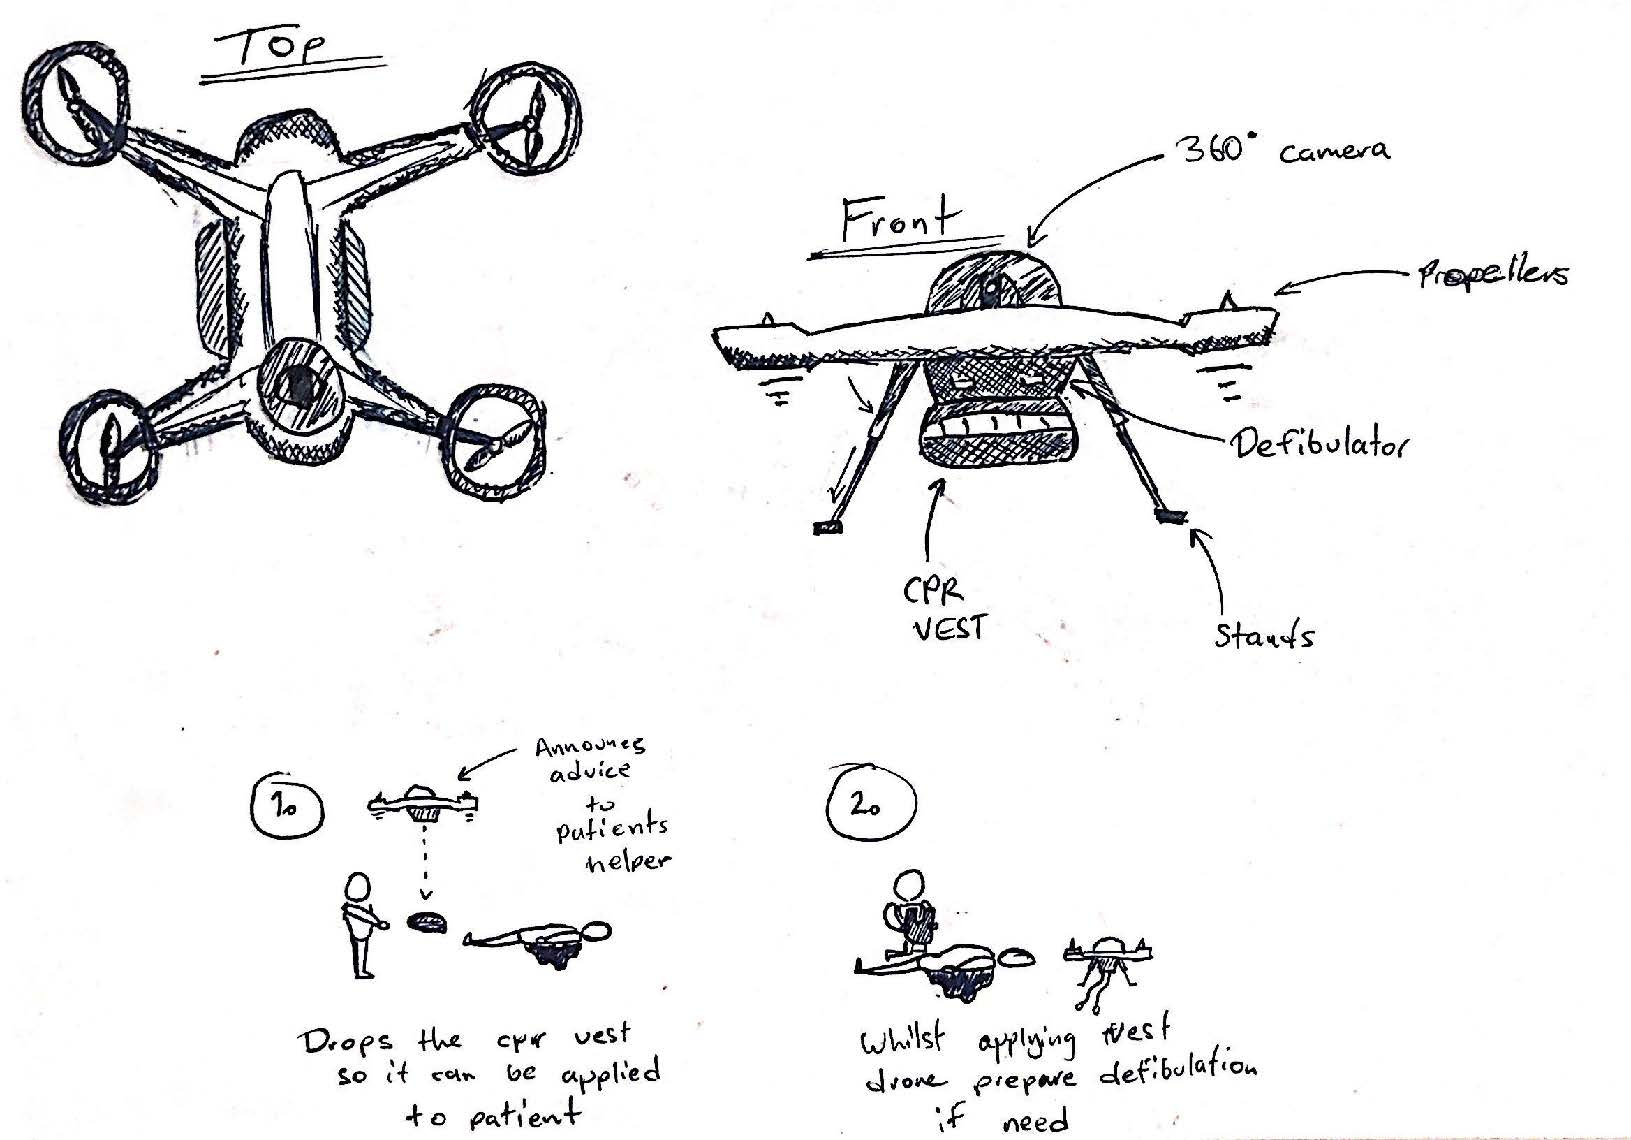 Top
360° camera
Front
Propellers
Defibulator
CPR
VEST
Stands
1.
Announes
advice
to
patients
helper
2.
Drops the cpr vest
so it can be applied
to patient
Whilst applying vest
drone prepare defibulation
if need